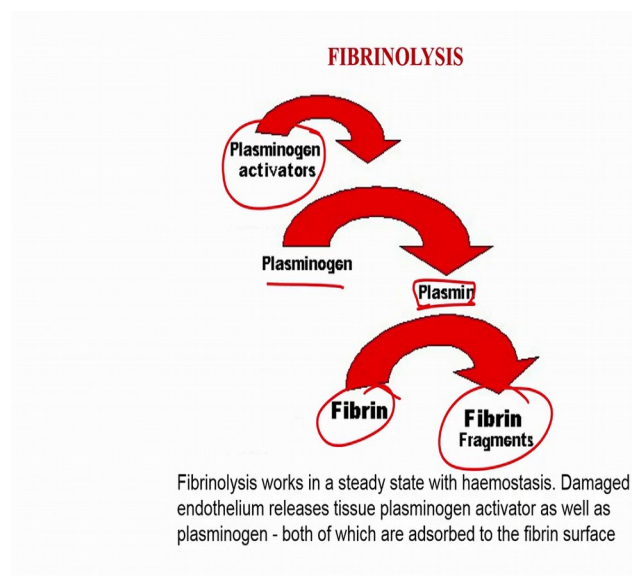 FIBRINOLYSIS
Plasminogen
activators
Plasminogen
Plasmin
Fibrin
Fibrin
Fragments
Fibrinolysis works in a steady state with haemostasis. Damaged
endothelium releases tissue plasminogen activator as well as
plasminogen - both of which are adsorbed to the fibrin surface